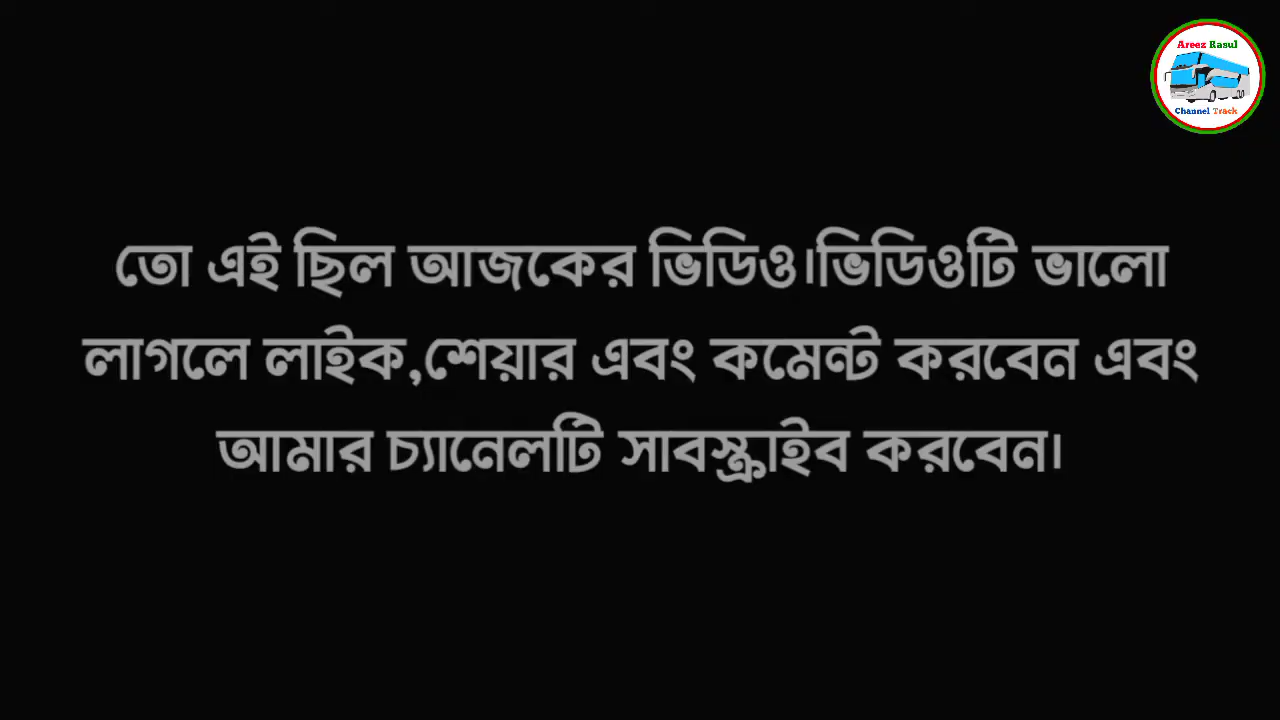 Areez Rasul
Channel Track
তো এই ছিল আজকের ভিডিও।ভিডিওটি ভালো
লাগলে লাইক,শেয়ার এবং কমেন্ট করবেন এবং
আমার চ্যানেলটি সাবস্ক্রাইব করবেন।